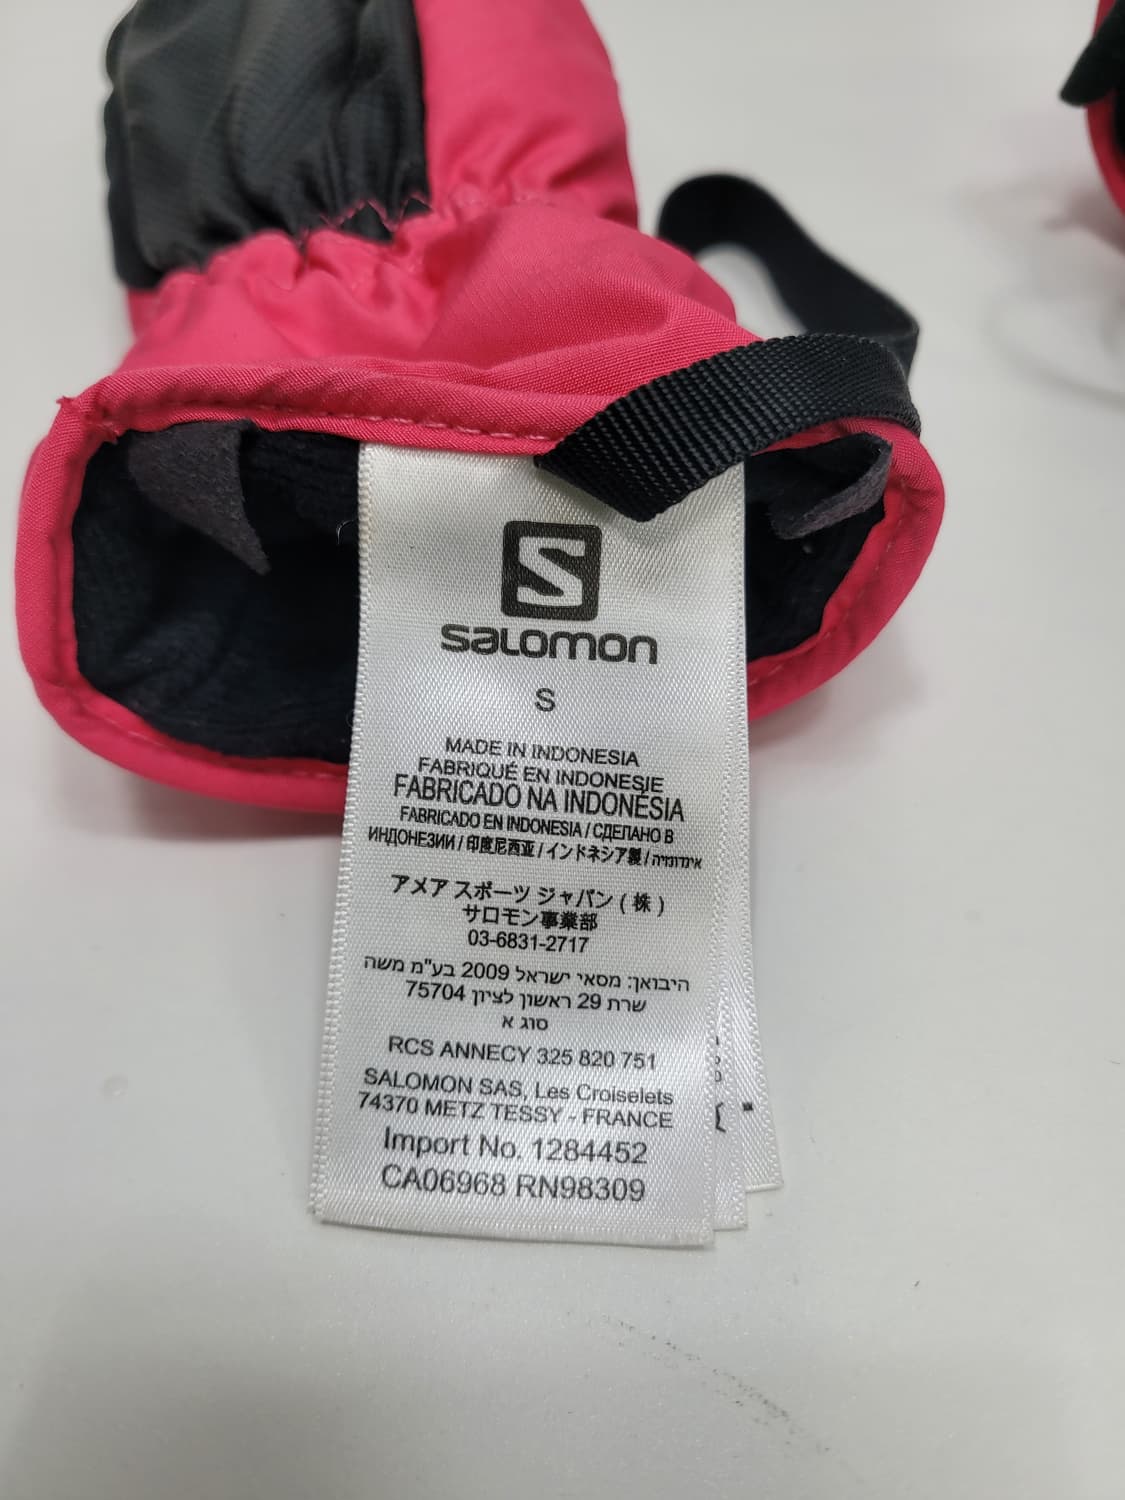 S
salomon
S
MADE IN INDONESIA
FABRIQUÉ EN INDONESIE
FABRICADO NA INDONÉSIA
FABRICADO EN INDONESIA / СДЕЛАНО В
ИНДОНЕЗИИ / 印度尼西亚 / インドネシア製 / אינדונזיה
アメア スポーツ ジャパン ( 株 )
サロモン事業部
03-6831-2717
היבואן: מסאי ישראל 2009 בע"מ משה
שרת 29 ראשון לציון 75704
סוג א
RCS ANNECY 325 820 751
SALOMON SAS, Les Croiselets
74370 METZ TESSY - FRANCE
Import No. 1284452
CA06968 RN98309